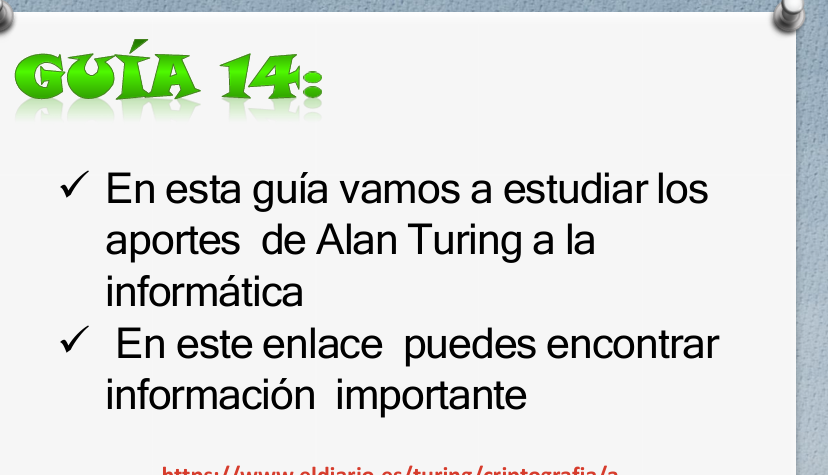 GUÍA 14:
✓ En esta guía vamos a estudiar los
aportes de Alan Turing a la
informática
✓ En este enlace puedes encontrar
información importante
https://www.eldiario.es/turing/criptografia/a